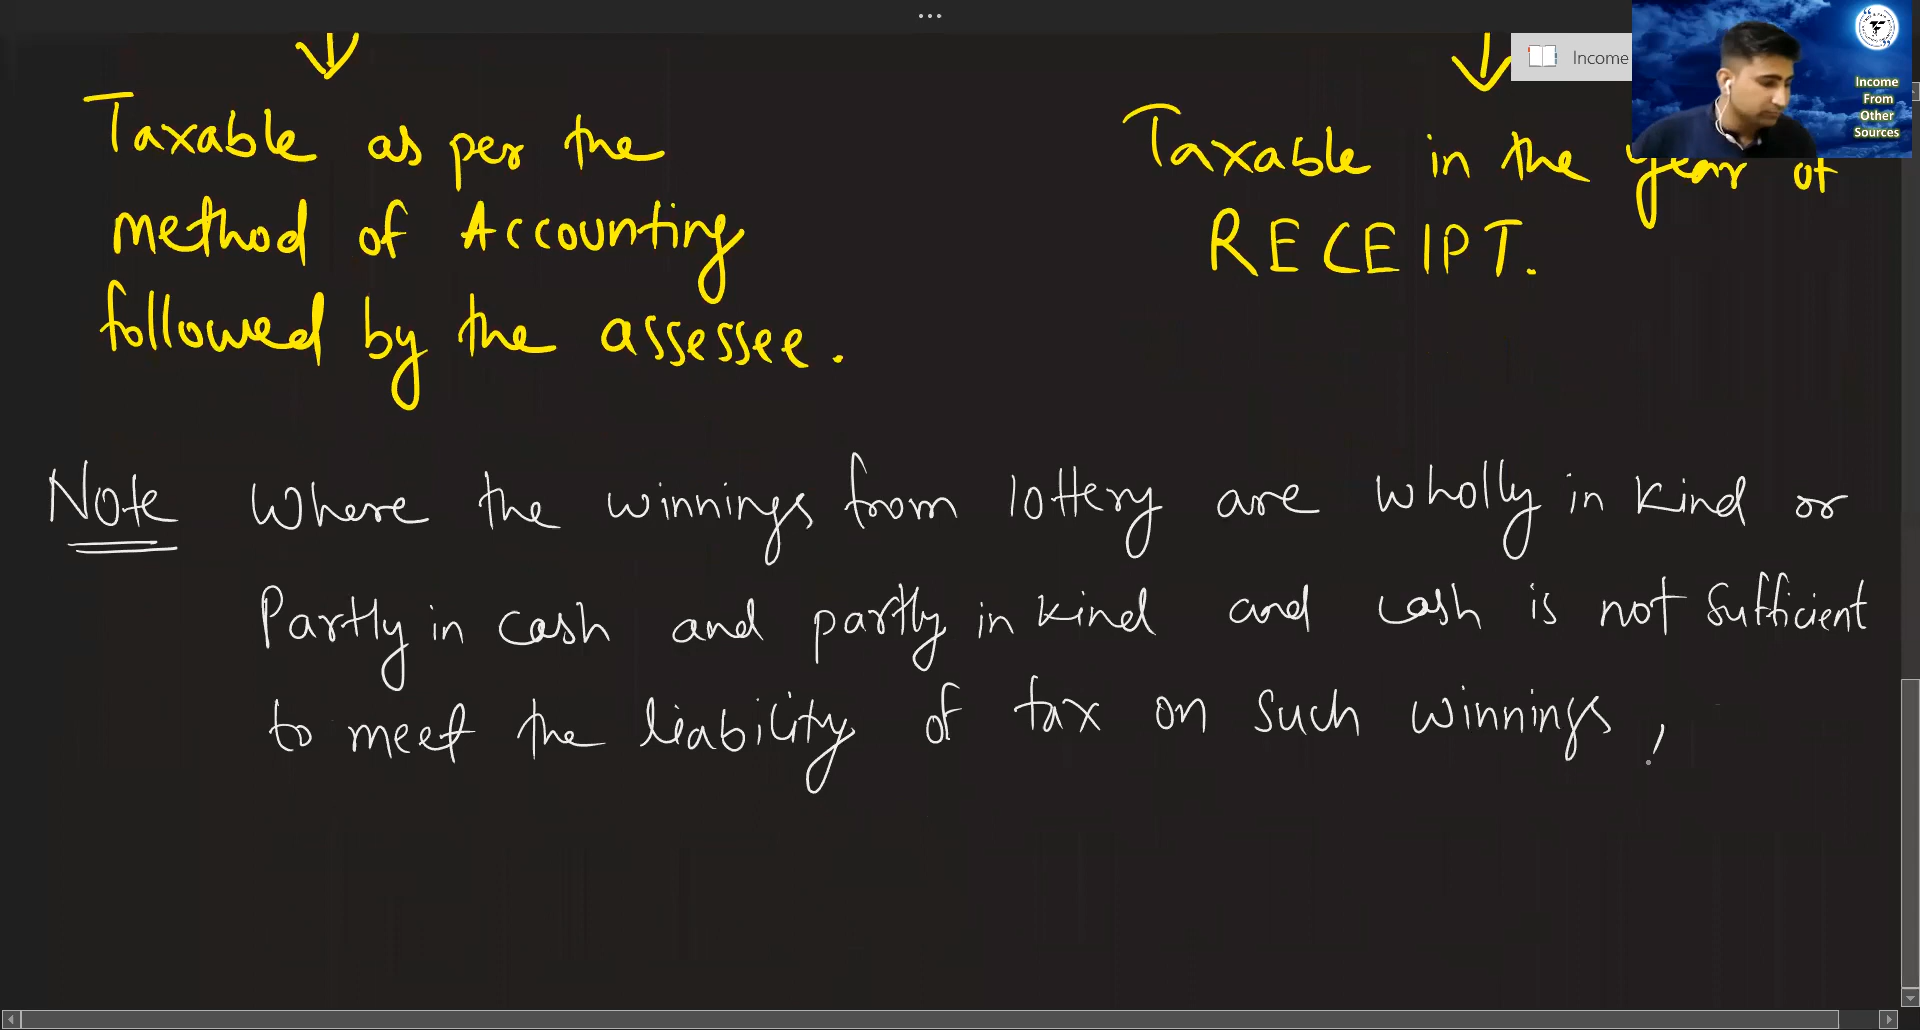 Income
Income
From
Other
Sources
Taxable as per the
method of Accounting
followed by the assessee.
Taxable in the year of
RECEIPT.
Note Where the winnings from lottery are wholly in kind or
Partly in cash and partly in kind and cash is not sufficient
to meet the liability of tax on such winnings,